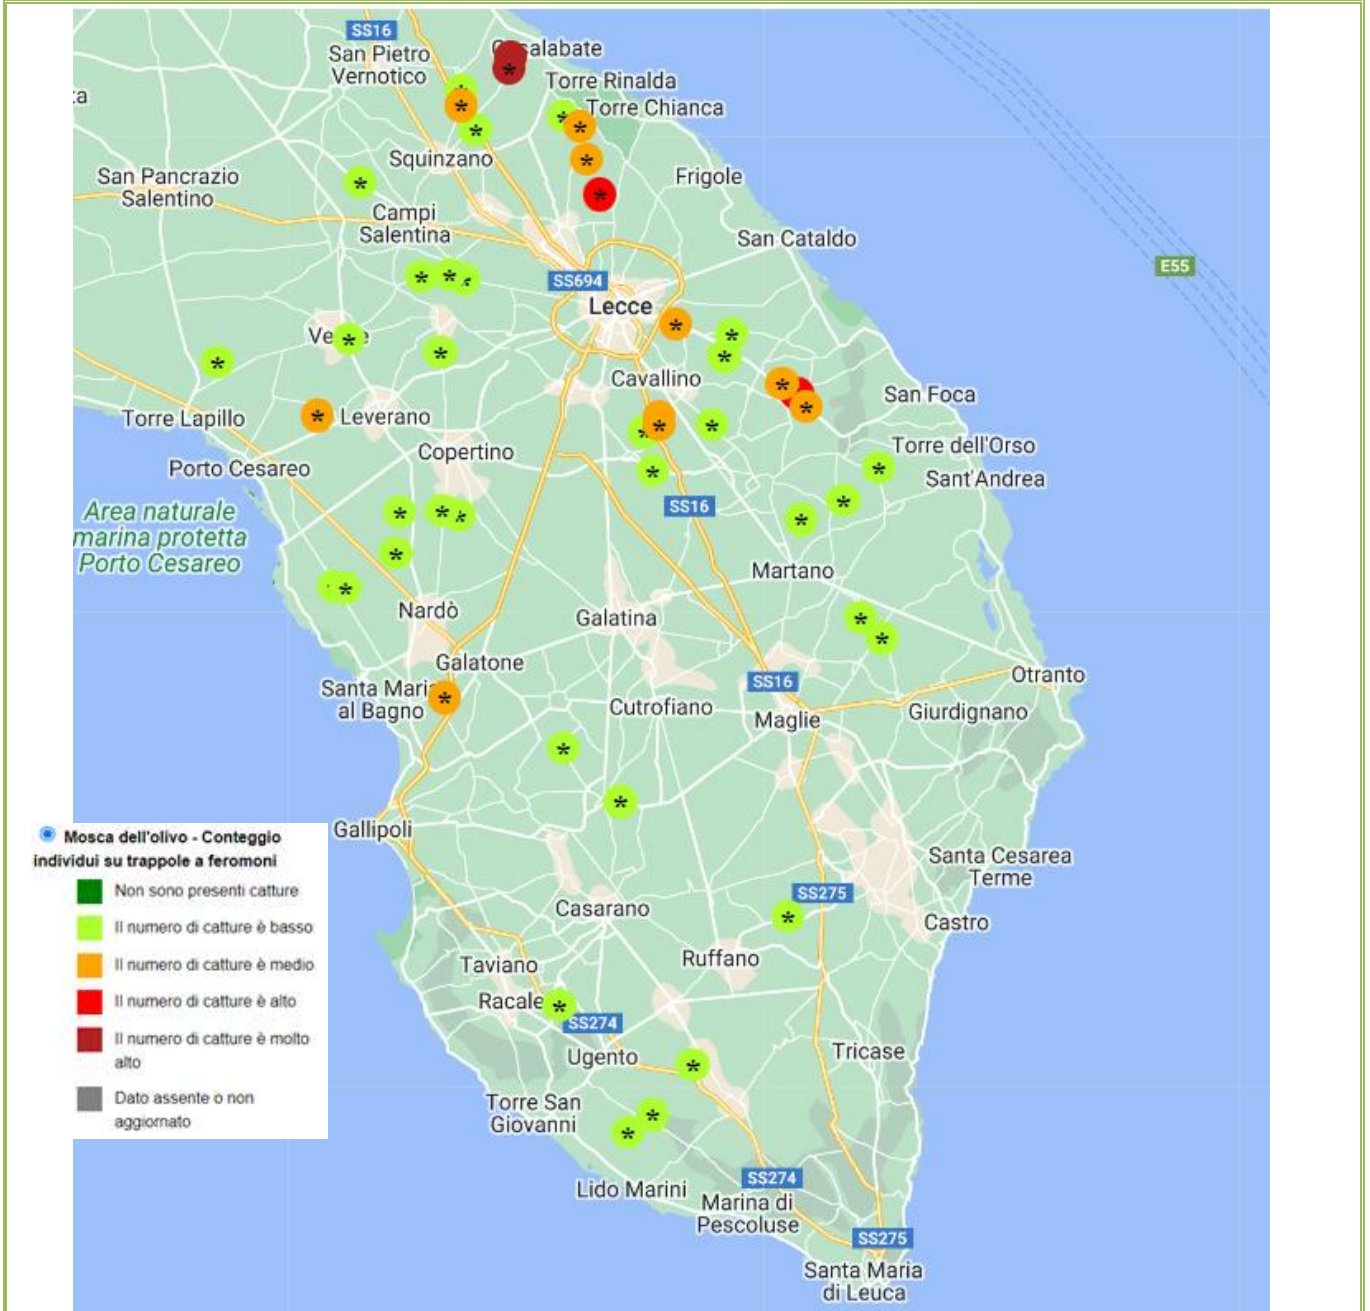 SS16
San Pietro
Vernotico
Casalabate
Torre Rinalda
Torre Chianca
Squinzano
San Pancrazio
Salentino
Frigole
Campi
Salentina
San Cataldo
E55
SS694
Lecce
Cavallino
San Foca
Torre Lapillo
Leverano
Torre dell'Orso
Copertino
Porto Cesareo
Sant'Andrea
SS16
Area naturale
marina protetta
Porto Cesareo
Martano
Nardò
Galatina
Galatone
Otranto
SS16
Santa Maria
al Bagno
Cutrofiano
Maglie
Giurdignano
Gallipoli
Mosca dell'olivo - Conteggio
individui su trappole a feromoni
Non sono presenti catture
Il numero di catture è basso
Il numero di catture è medio
Il numero di catture è alto
Il numero di catture è molto
alto
Dato assente o non
aggiornato
Santa Cesarea
Terme
SS275
Casarano
Castro
Ruffano
Taviano
Racale
SS274
Ugento
Tricase
Torre San
Giovanni
SS274
Lido Marini
Marina di
Pescoluse
SS275
Santa Maria
di Leuca